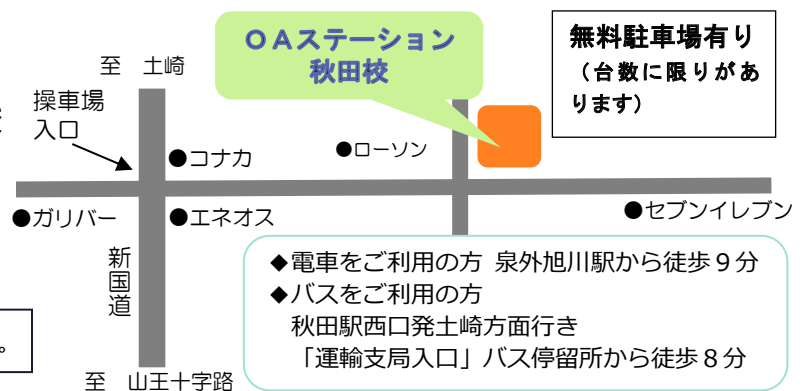 OAステーション
秋田校
無料駐車場有り
（台数に限りがあ
ります）
至　土崎
操車場
入口
●コナカ
●ローソン
●ガリバー
●エネオス
●セブンイレブン
新国道
◆電車をご利用の方 泉外旭川駅から徒歩９分
◆バスをご利用の方
秋田駅西口発土崎方面行き
「運輸支局入口」バス停留所から徒歩８分
。
至　山王十字路